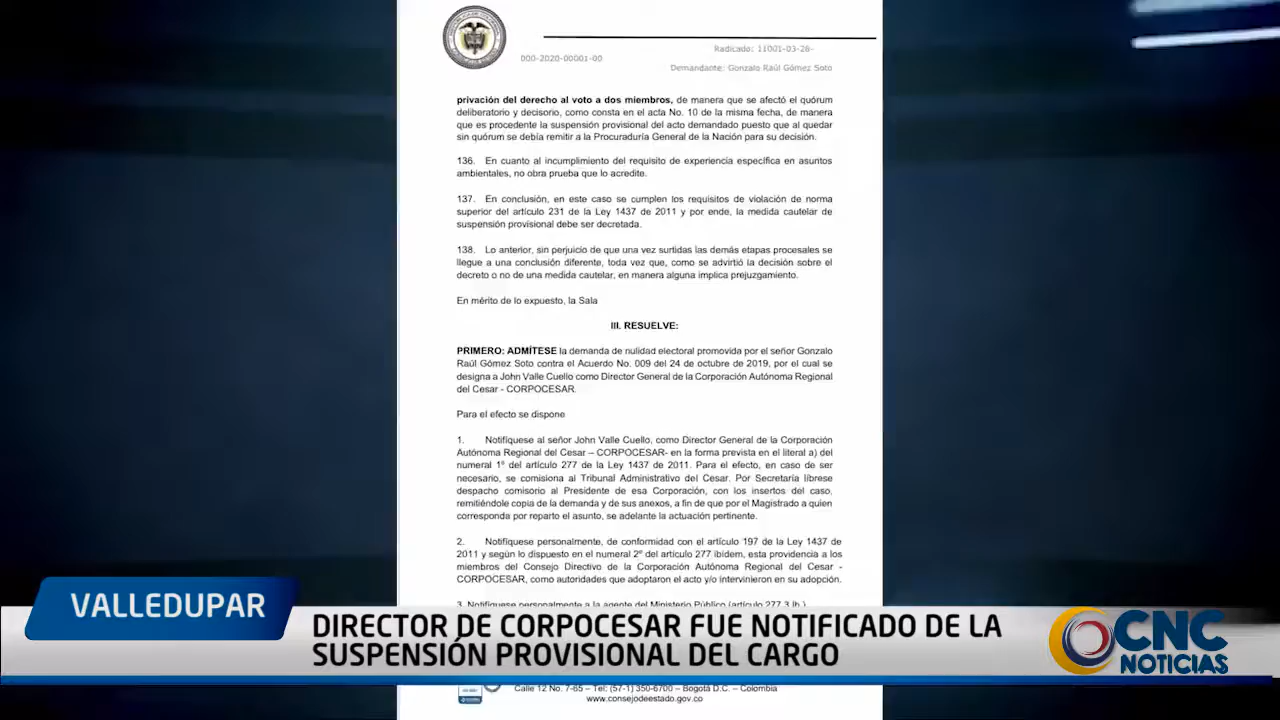 Radicado: 11001-03-28-
000-2020-00001-00
Demandante: Gonzalo Raúl Gómez Soto
privación del derecho al voto a dos miembros, de manera que se afectó el quórum
deliberatorio y decisorio, como consta en el acta No. 10 de la misma fecha, de manera
que es procedente la suspensión provisional del acto demandado puesto que al quedar
sin quórum se debía remitir a la Procuraduría General de la Nación para su decisión.
136. En cuanto al incumplimiento del requisito de experiencia específica en asuntos
ambientales, no obra prueba que lo acredite.
137. En conclusión, en este caso se cumplen los requisitos de violación de norma
superior del artículo 231 de la Ley 1437 de 2011 y por ende, la medida cautelar de
suspensión provisional debe ser decretada.
138. Lo anterior, sin perjuicio de que una vez surtidas las demás etapas procesales se
llegue a una conclusión diferente, toda vez que, como se advirtió la decisión sobre el
decreto o no de una medida cautelar, en manera alguna implica prejuzgamiento.
En mérito de lo expuesto, la Sala
III. RESUELVE:
PRIMERO: ADMÍTESE la demanda de nulidad electoral promovida por el señor Gonzalo
Raúl Gómez Soto contra el Acuerdo No. 009 del 24 de octubre de 2019, por el cual se
designa a John Valle Cuello como Director General de la Corporación Autónoma Regional
del Cesar - CORPOCESAR.
Para el efecto se dispone
1. Notifíquese al señor John Valle Cuello, como Director General de la Corporación
Autónoma Regional del Cesar – CORPOCESAR- en la forma prevista en el literal a) del
numeral 1º del artículo 277 de la Ley 1437 de 2011. Para el efecto, en caso de ser
necesario, se comisiona al Tribunal Administrativo del Cesar. Por Secretaría líbrese
despacho comisorio al Presidente de esa Corporación, con los insertos del caso,
remitiéndole copia de la demanda y de sus anexos, a fin de que por el Magistrado a quien
corresponda por reparto el asunto, se adelante la actuación pertinente.
2. Notifíquese personalmente, de conformidad con el artículo 197 de la Ley 1437 de
2011 y según lo dispuesto en el numeral 2º del artículo 277 ibidem, esta providencia a los
miembros del Consejo Directivo de la Corporación Autónoma Regional del Cesar -
CORPOCESAR, como autoridades que adoptaron el acto y/o intervinieron en su adopción.
3. Notifíquese personalmente a la agente del Ministerio Público (artículo 277.3 ib.)
VALLEDUPAR
DIRECTOR DE CORPOCESAR FUE NOTIFICADO DE LA
SUSPENSIÓN PROVISIONAL DEL CARGO
CNC
NOTICIAS
Calle 12 No. 7-65 – Tel: (57-1) 350-6700 – Bogotá D.C. – Colombia
www.consejodeestado.gov.co